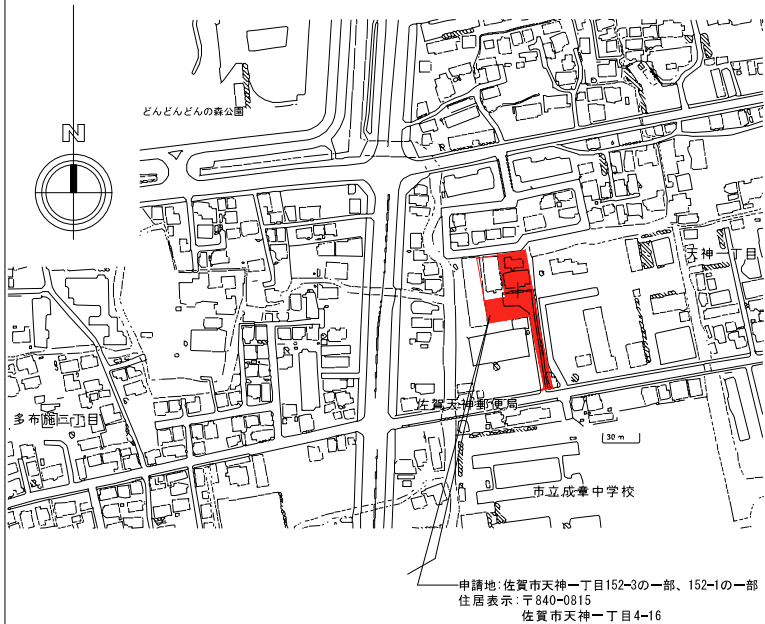 どんどんどんの森公園
N
R
天神一丁目
佐賀天神郵便局
多布施二丁目
30 m
市立成章中学校
申請地:佐賀市天神一丁目152-3の一部、152-1の一部
住居表示:〒840-0815
佐賀市天神一丁目4-16